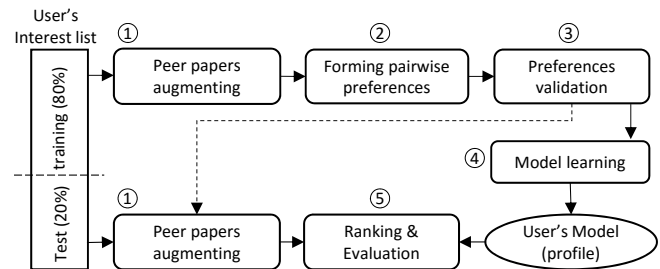 User's
Interest list
training (80%)
Test (20%)
①
Peer papers
augmenting
②
Forming pairwise
preferences
③
Preferences
validation
④
Model learning
①
Peer papers
augmenting
⑤
Ranking &
Evaluation
User's Model
(profile)